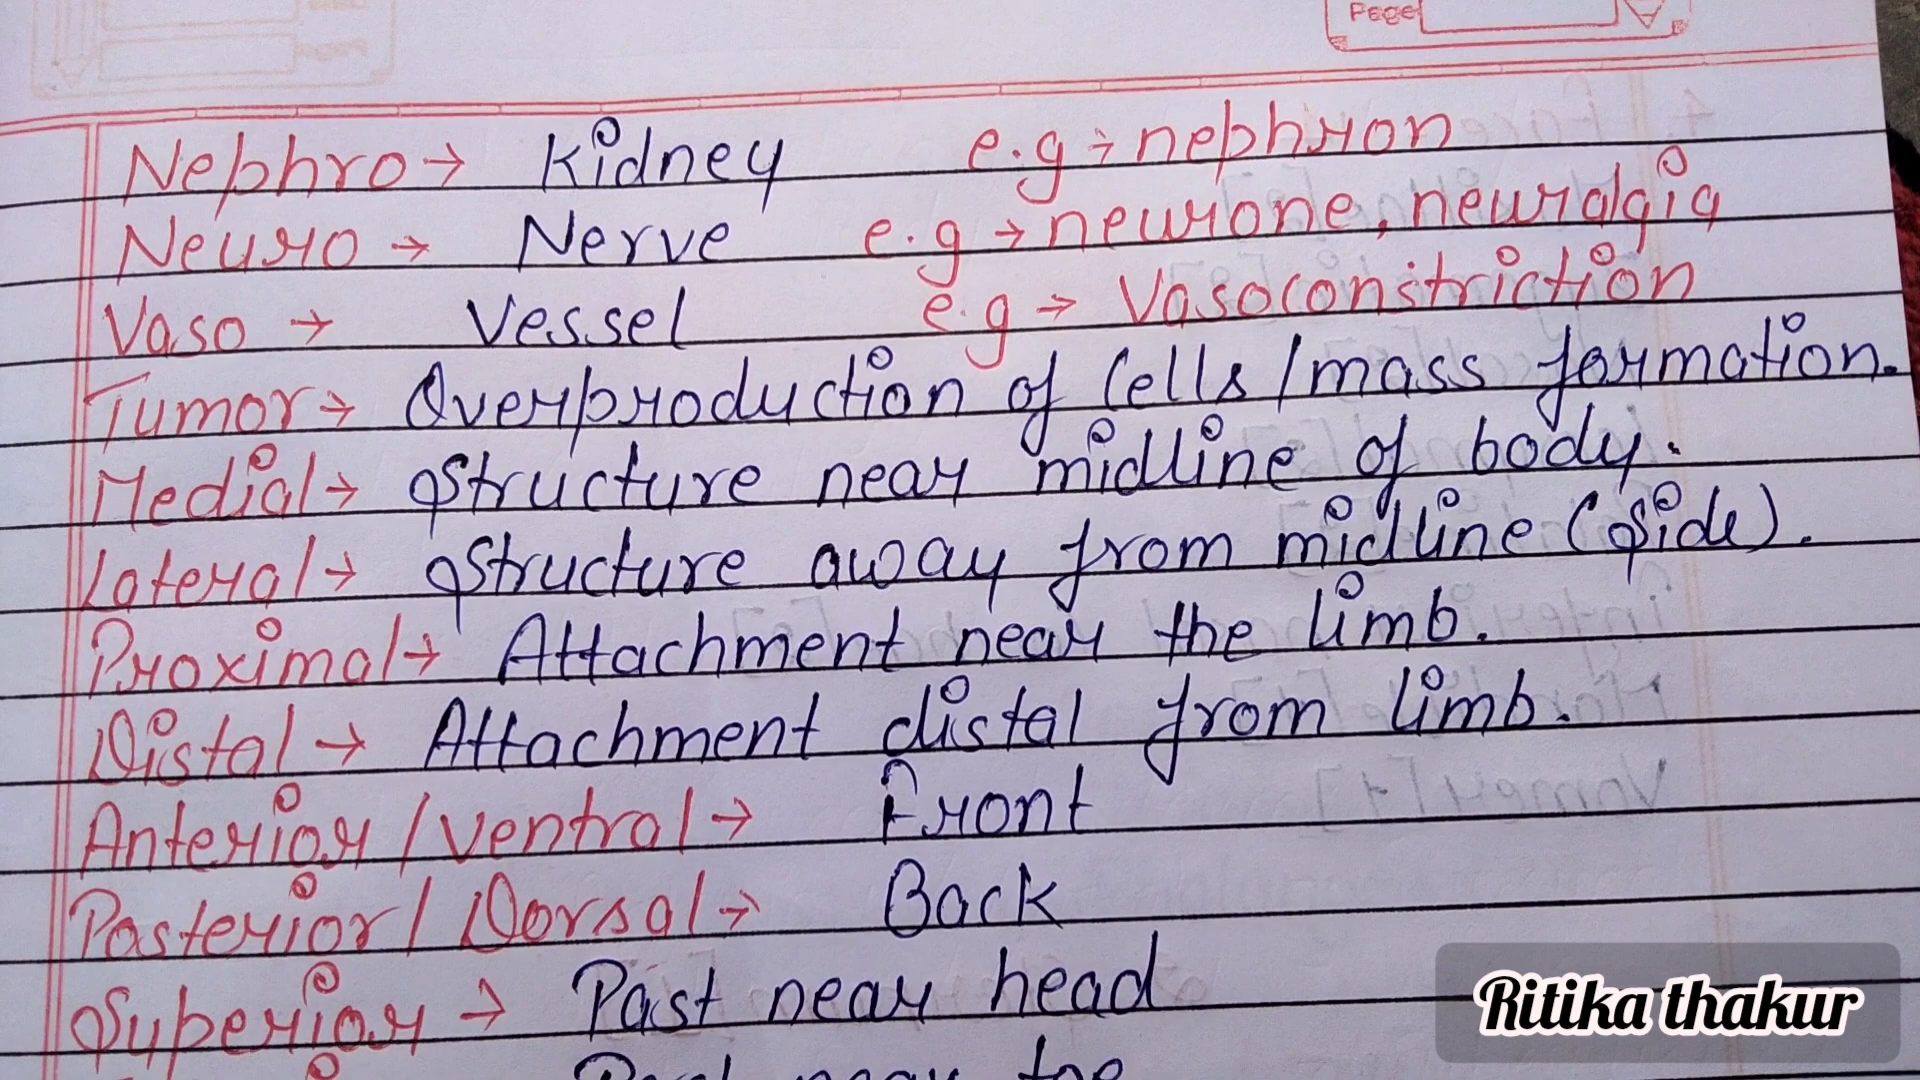 Page
Nephro → Kidney e.g → nephron
Neuro → Nerve e.g → neurone, neuralgia
Vaso → Vessel e.g → Vasoconstriction
Tumor → Overproduction of Cells / mass formation.
Medial → Structure near midline of body.
Lateral → Structure away from midline (side).
Proximal → Attachment near the limb.
Distal → Attachment distal from limb.
Anterior / Ventral → Front
Posterior / Dorsal → Back
Superior → Past near head
near toe
Ritika thakur